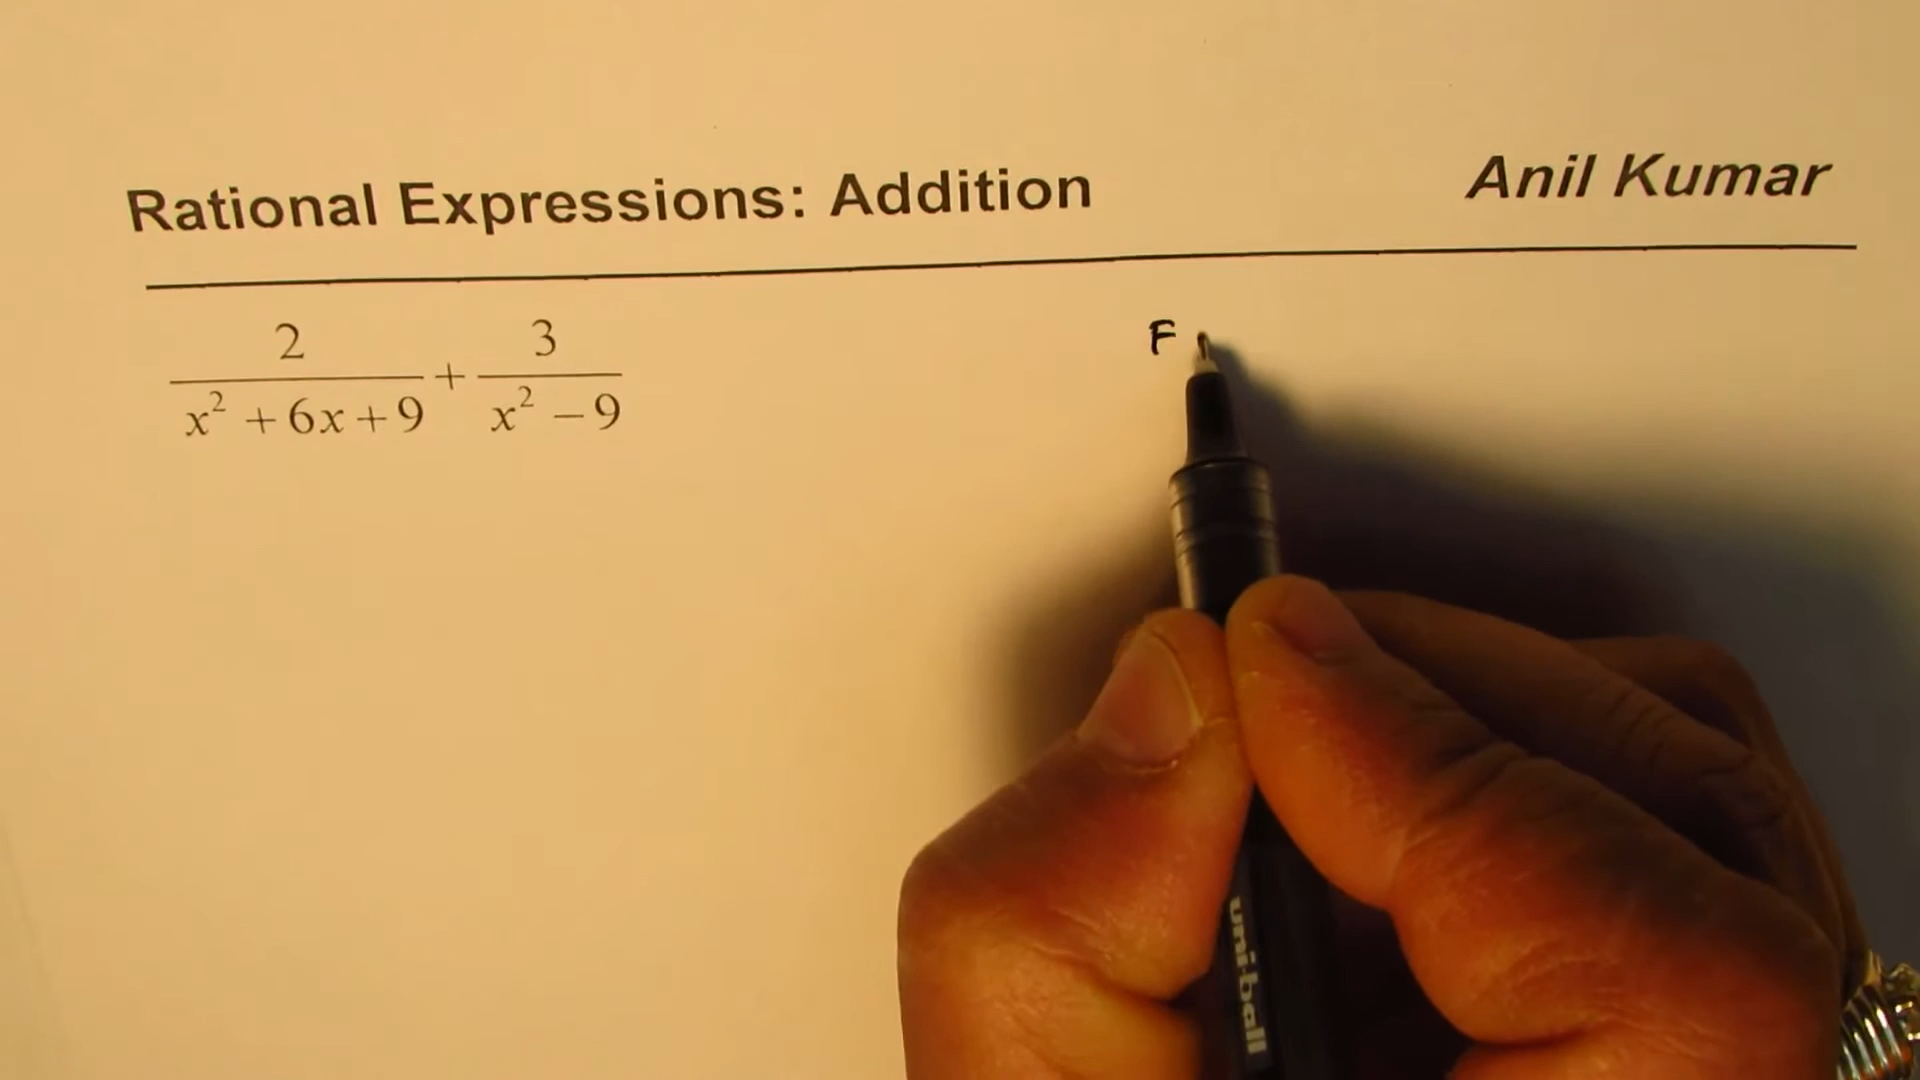 Rational Expressions: Addition
Anil Kumar
2/(x² + 6x + 9) + 3/(x² − 9)
F
uni-ball